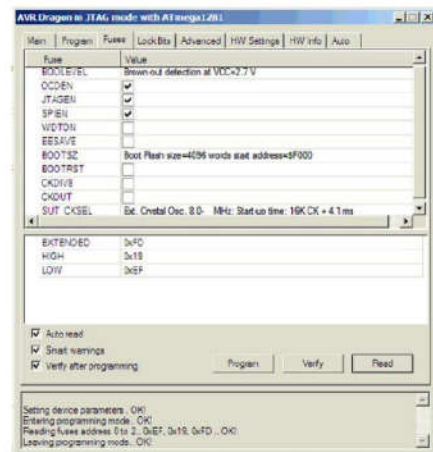 AVR Dragon in JTAG mode with ATmega1281
Main Program Fuses LockBits Advanced HW Settings HW Info Auto
Fuse Value
BODLEVEL Brown-out detection at VCC=2.7 V
OCDEN
JTAGEN
SPIEN
WDTON
EESAVE
BOOTSZ Boot Flash size=4096 words start address=$F000
BOOTRST
CKDIV8
CKOUT
SUT_CKSEL Ext. Crystal Osc. 8.0- MHz; Start-up time: 16K CK + 4.1 ms
EXTENDED 0xFD
HIGH 0x19
LOW 0xEF
Auto read
Smart warnings
Verify after programming
Program Verify Read
Setting device parameters.. OK!
Entering programming mode.. OK!
Reading fuses address 0 to 2.. 0xEF, 0x19, 0xFD .. OK!
Leaving programming mode.. OK!